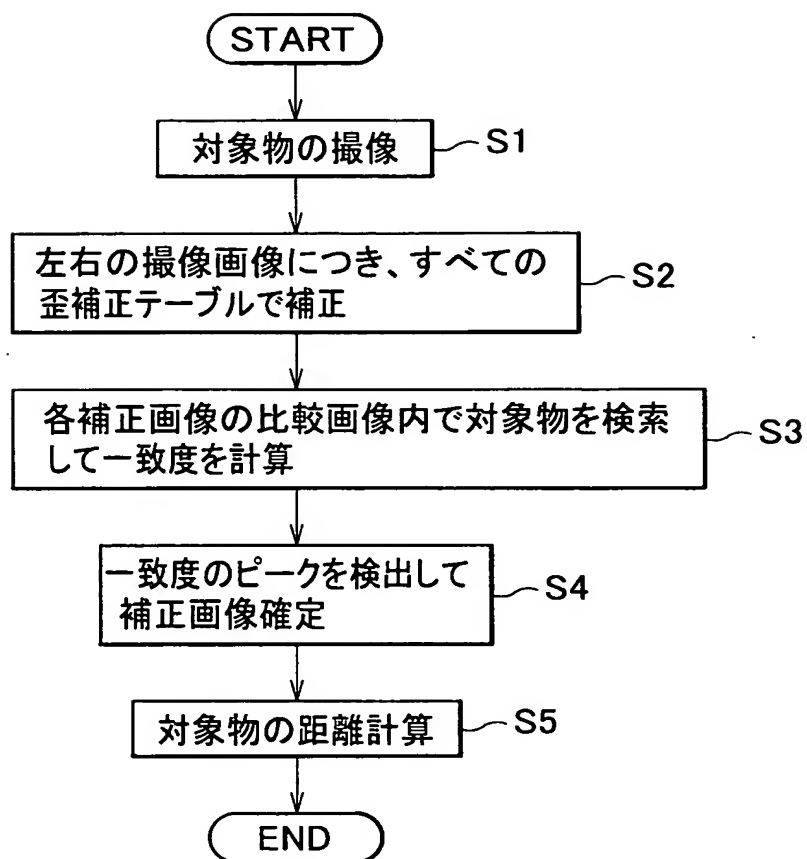 START
対象物の撮像
S1
左右の撮像画像につき、すべての
歪補正テーブルで補正
S2
各補正画像の比較画像内で対象物を検索
して一致度を計算
S3
一致度のピークを検出して
補正画像確定
S4
対象物の距離計算
S5
END